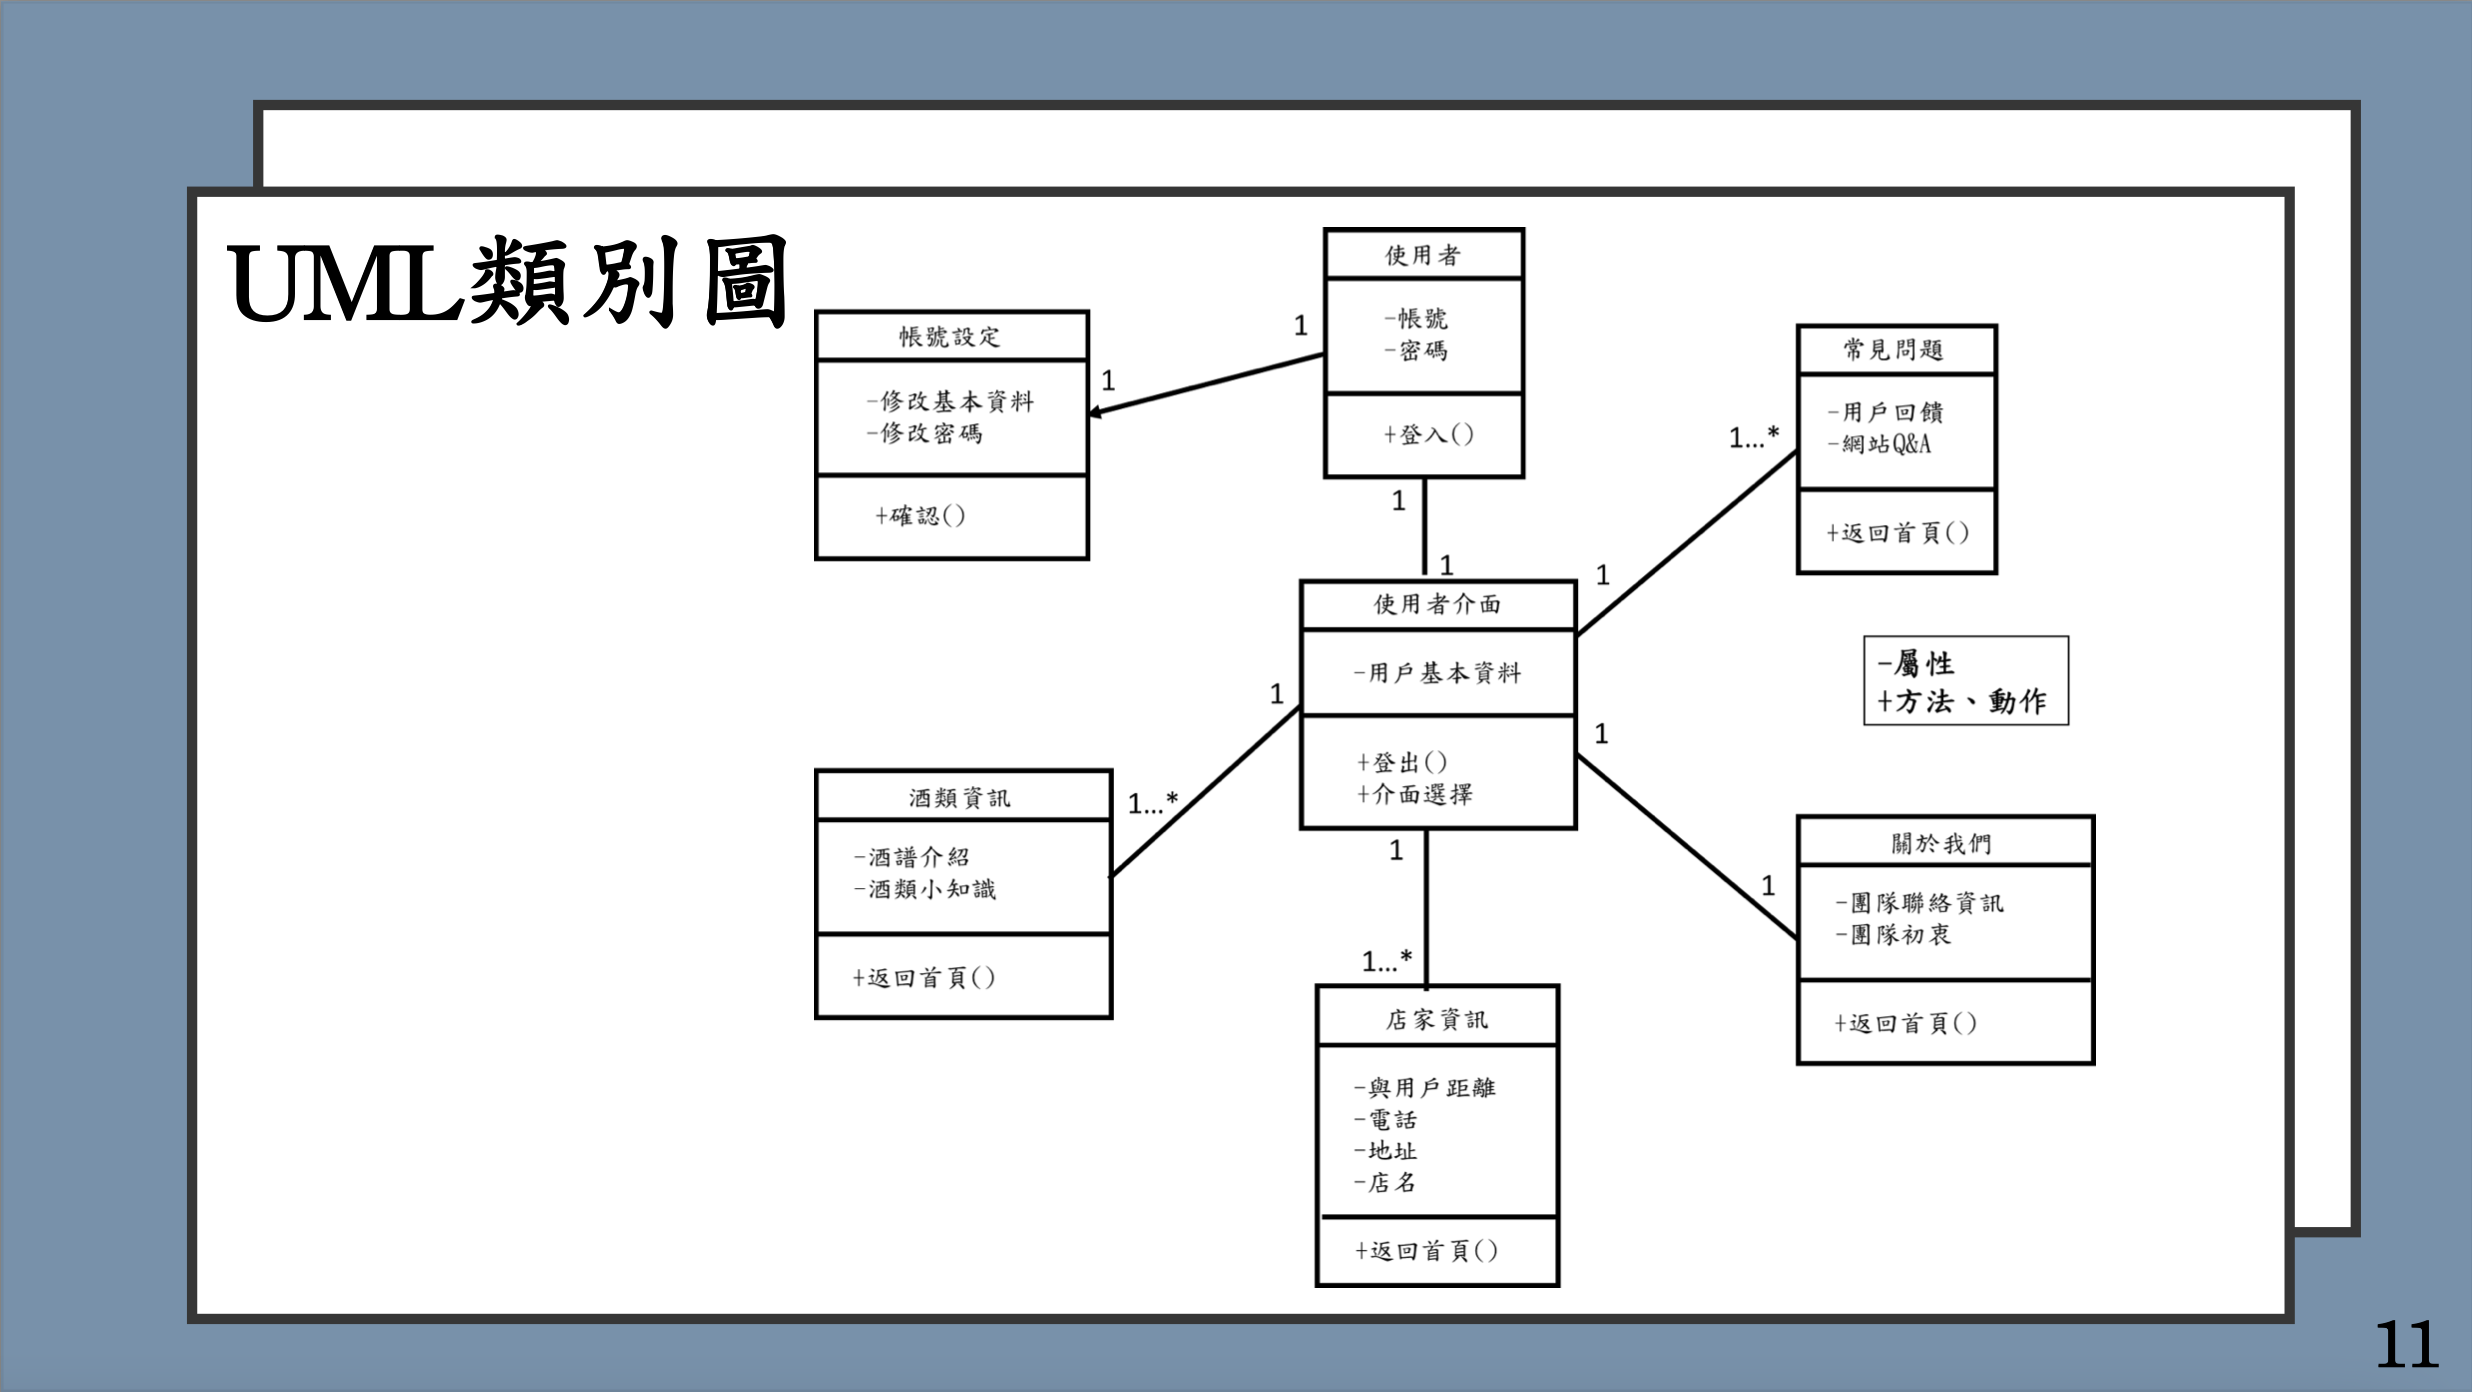 UML類別圖
使用者
-帳號
-密碼
+登入()
1
1
帳號設定
-修改基本資料
-修改密碼
+確認()
常見問題
-用戶回饋
-網站Q&A
+返回首頁()
1...*
1
1
1
使用者介面
-用戶基本資料
+登出()
+介面選擇
-屬性
+方法、動作
1
1...*
1
1
酒類資訊
-酒譜介紹
-酒類小知識
+返回首頁()
關於我們
-團隊聯絡資訊
-團隊初衷
+返回首頁()
1
1...*
店家資訊
-與用戶距離
-電話
-地址
-店名
+返回首頁()
11